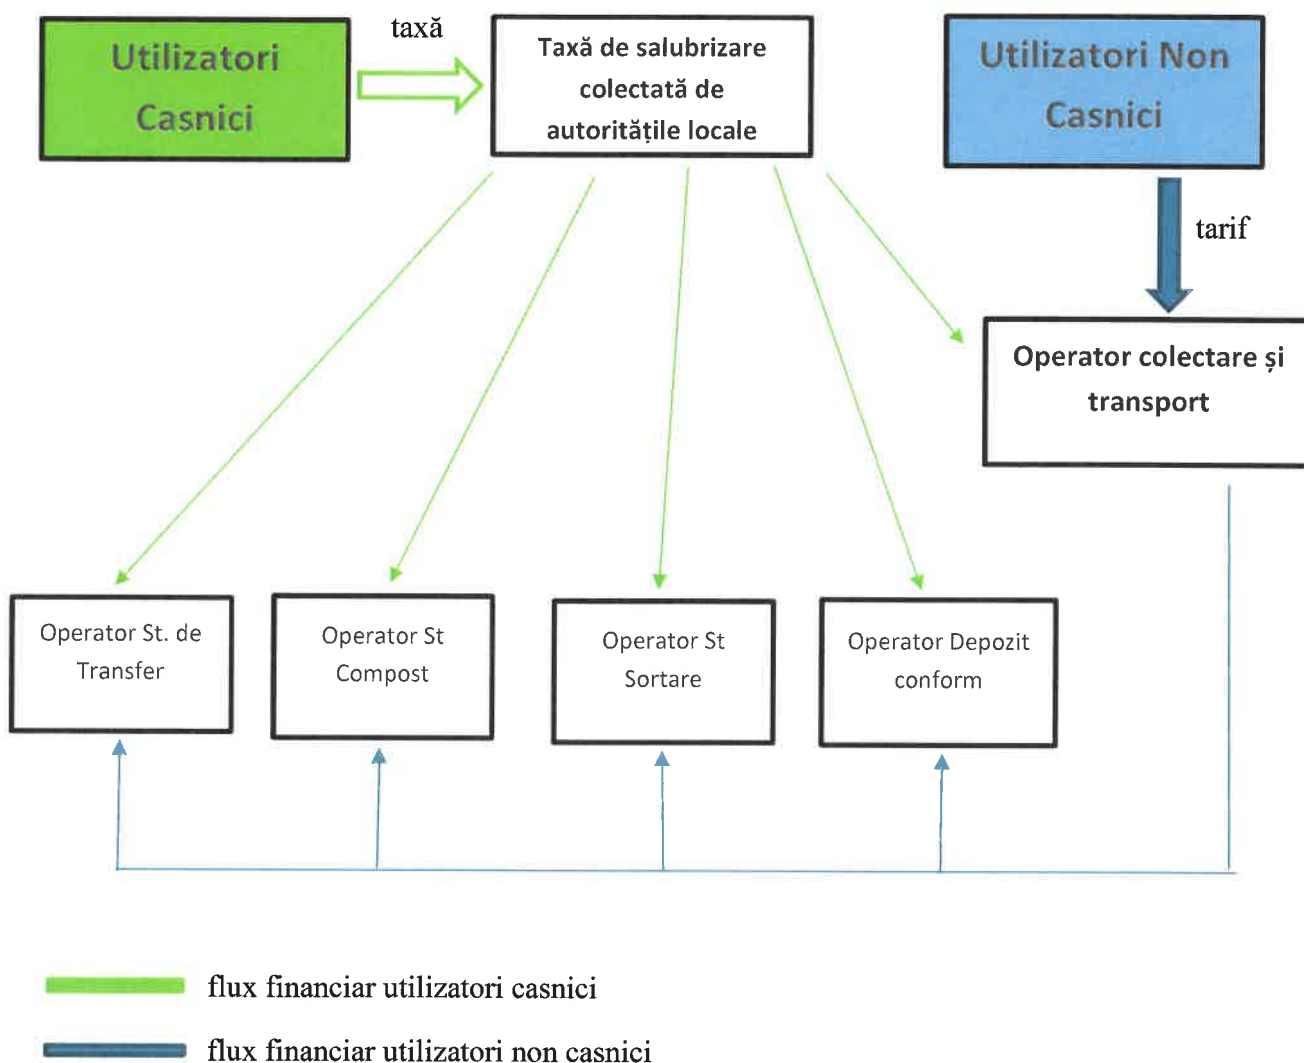 Utilizatori
Casnici
taxă
Taxă de salubrizare
colectată de
autoritățile locale
Utilizatori Non
Casnici
tarif
Operator colectare și
transport
Operator St. de
Transfer
Operator St
Compost
Operator St
Sortare
Operator Depozit
conform
flux financiar utilizatori casnici
flux financiar utilizatori non casnici